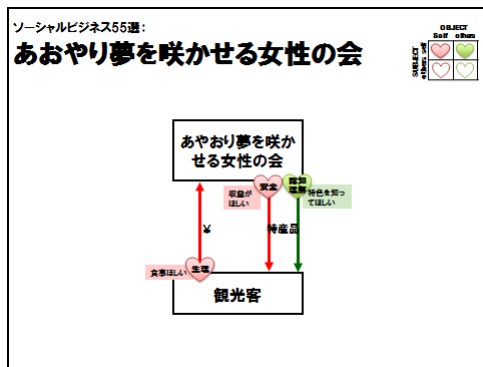 ソーシャルビジネス55選:
あおやり夢を咲かせる女性の会
OBJECT
Self others
SUBJECT
others self
あやおり夢を咲か
せる女性の会
収益が
ほしい
安全
認知
理解
特色を知っ
てほしい
¥
特産品
食事ほしい
生理
観光客